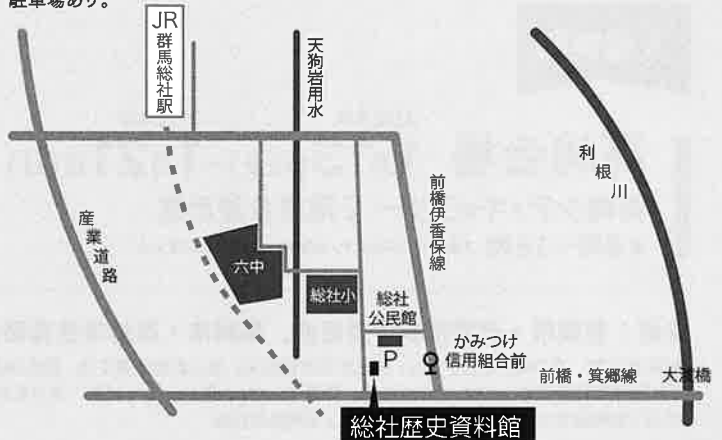 駐車場あり。
JR
群馬総社駅
天狗岩用水
利根川
産業道路
前橋伊香保線
六中
総社小
総社
公民館
P
かみつけ
信用組合前
前橋・箕郷線
大渡橋
総社歴史資料館